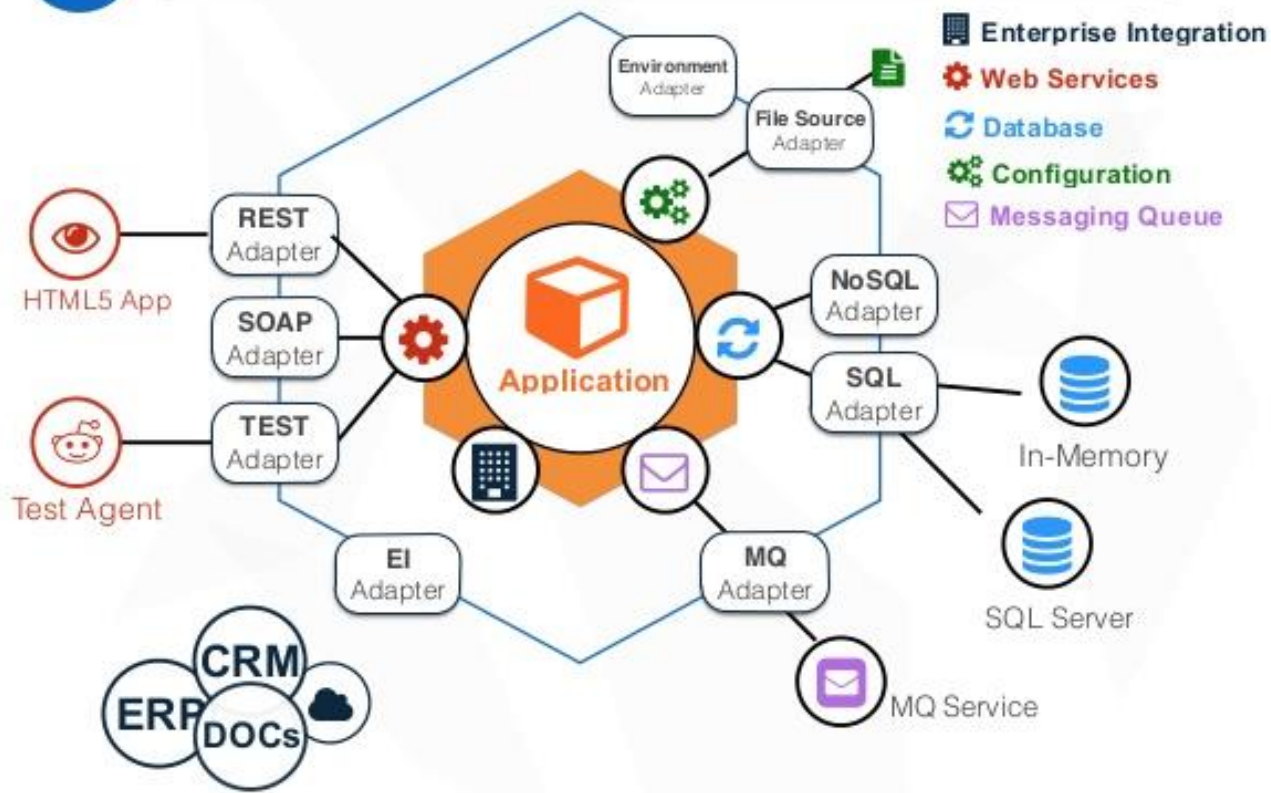 Enterprise Integration
Web Services
Database
Configuration
Messaging Queue
Environment
Adapter
File Source
Adapter
REST
Adapter
HTML5 App
SOAP
Adapter
TEST
Adapter
Test Agent
Application
NoSQL
Adapter
SQL
Adapter
In-Memory
SQL Server
EI
Adapter
MQ
Adapter
MQ Service
CRM
ERP
DOCs